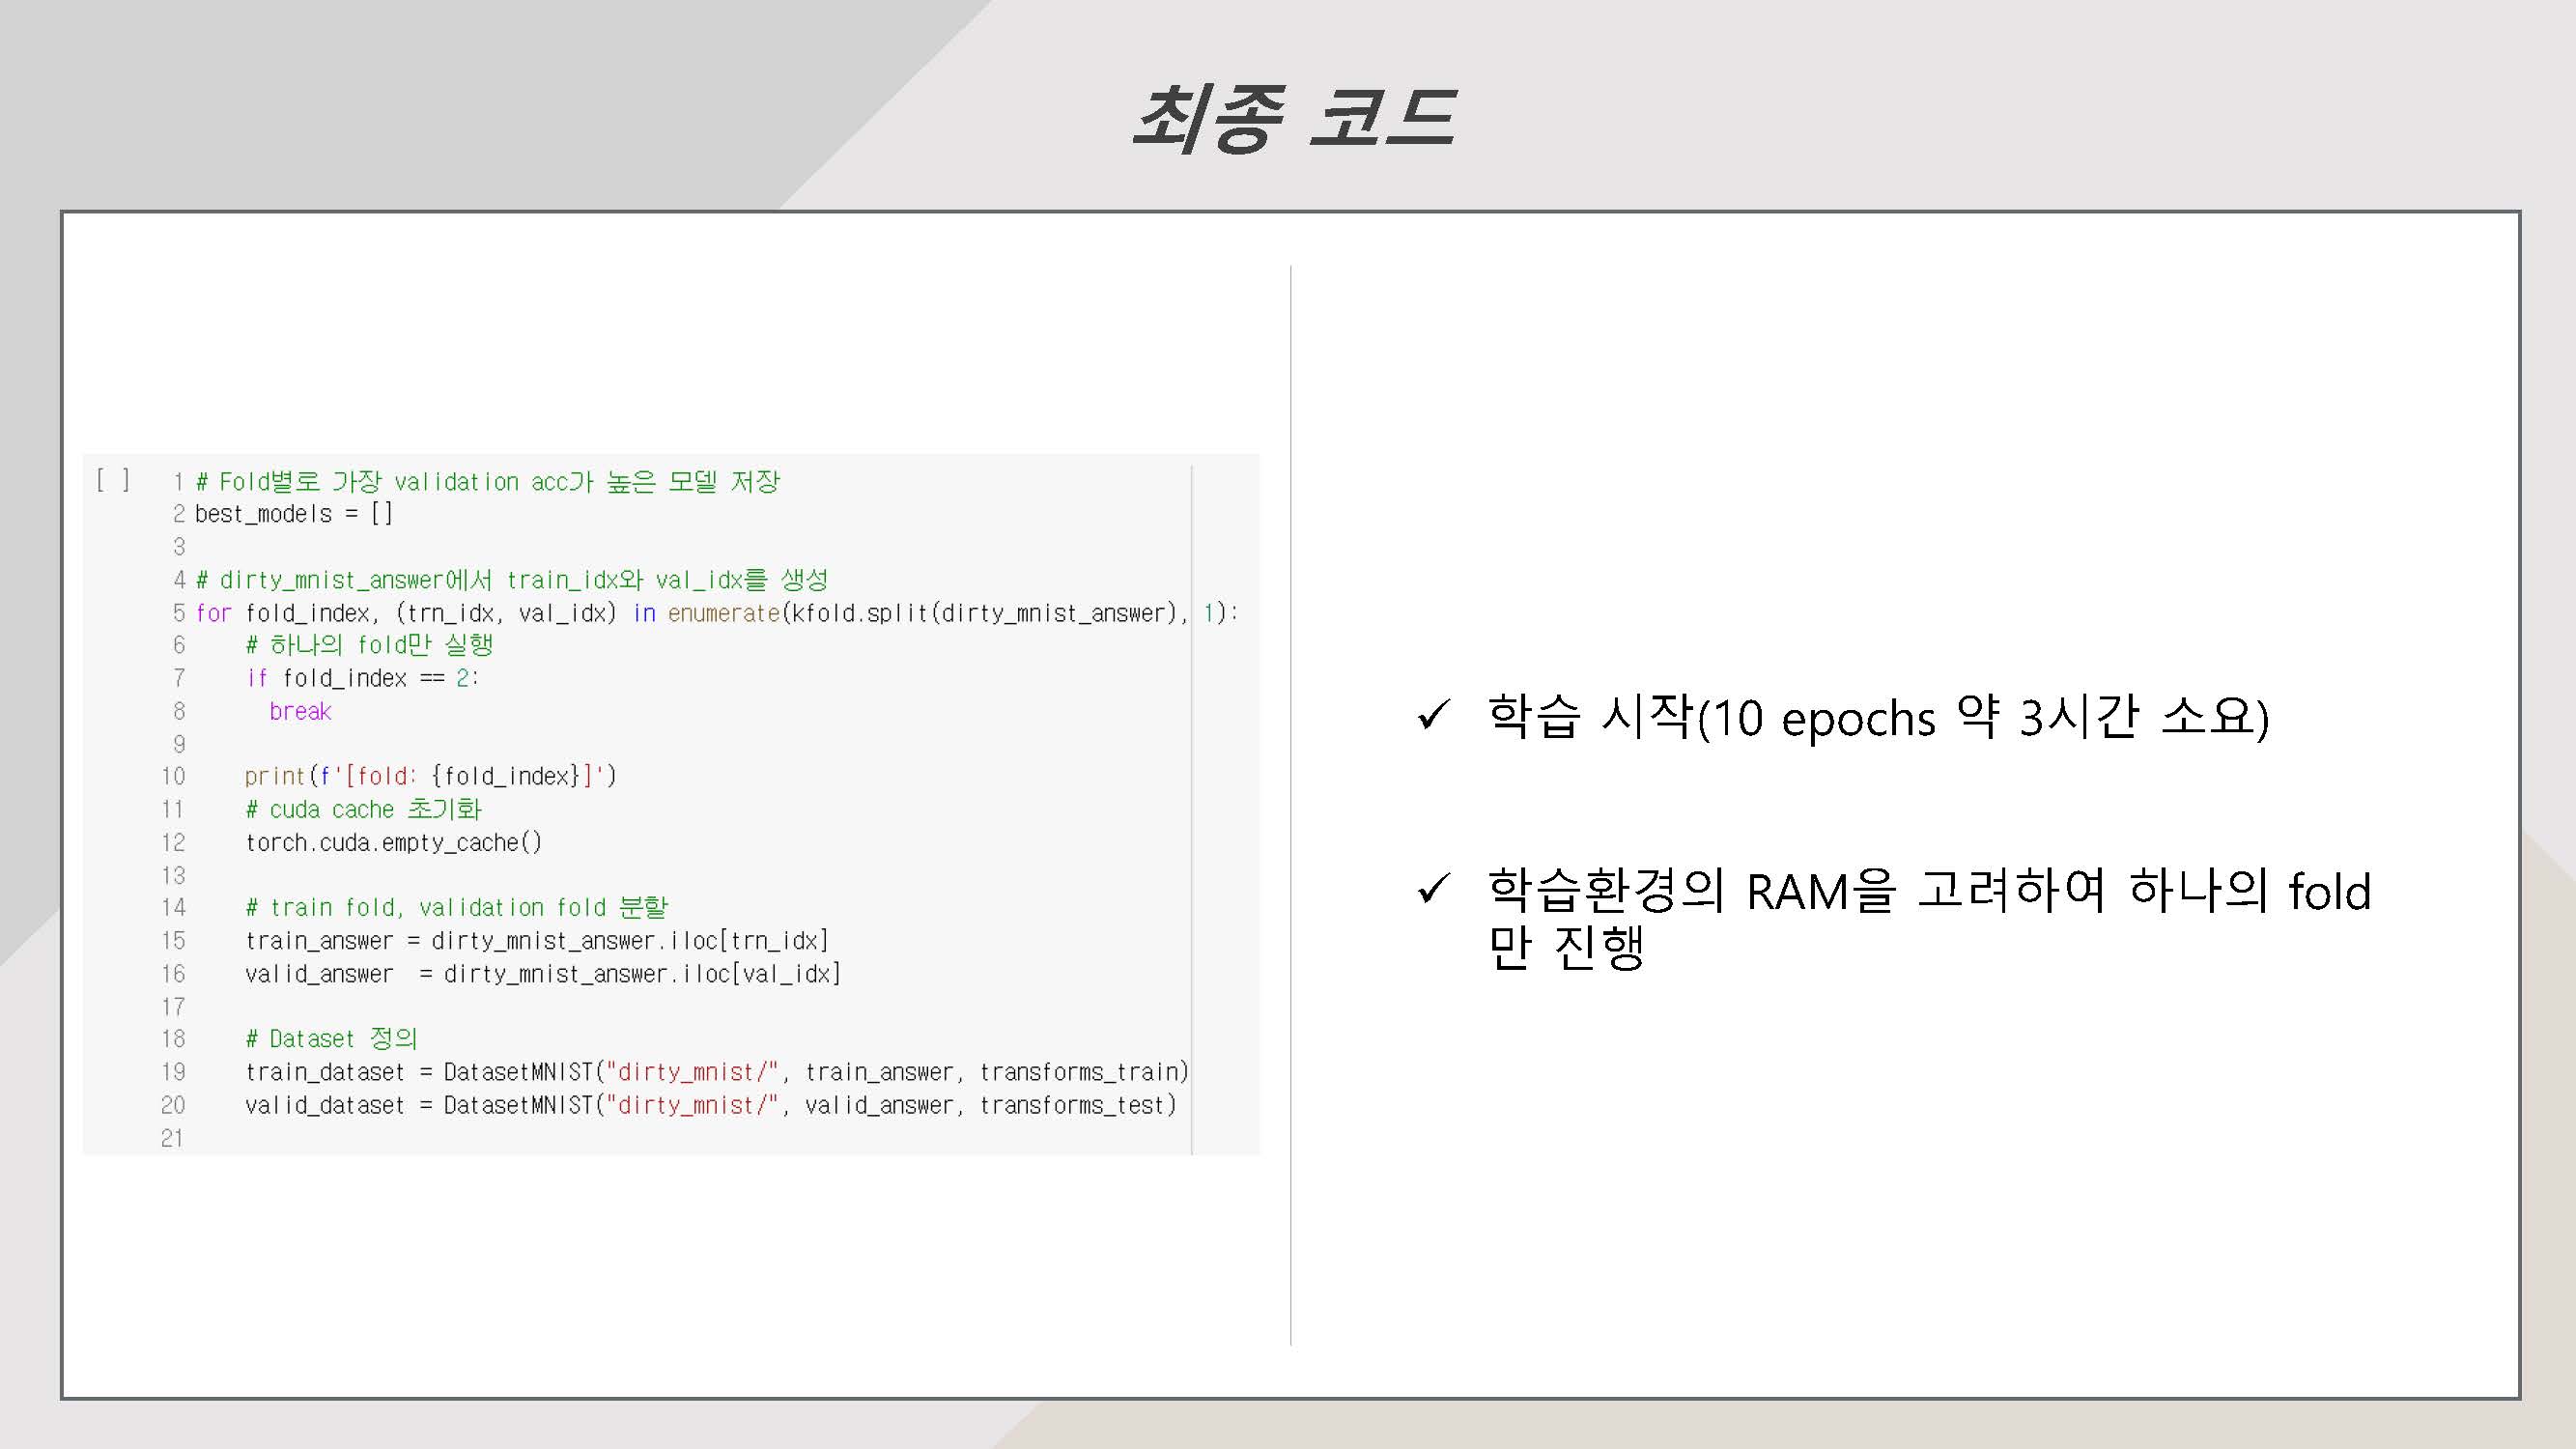 최종 코드
[ ] 1 # Fold별로 가장 validation acc가 높은 모델 저장
2 best_models = []
3
4 # dirty_mnist_answer에서 train_idx와 val_idx를 생성
5 for fold_index, (trn_idx, val_idx) in enumerate(kfold.split(dirty_mnist_answer), 1):
6     # 하나의 fold만 실행
7     if fold_index == 2:
8       break
9
10     print(f'[fold: {fold_index}]')
11     # cuda cache 초기화
12     torch.cuda.empty_cache()
13
14     # train fold, validation fold 분할
15     train_answer = dirty_mnist_answer.iloc[trn_idx]
16     valid_answer  = dirty_mnist_answer.iloc[val_idx]
17
18     # Dataset 정의
19     train_dataset = DatasetMNIST("dirty_mnist/", train_answer, transforms_train)
20     valid_dataset = DatasetMNIST("dirty_mnist/", valid_answer, transforms_test)
21
✓ 학습 시작(10 epochs 약 3시간 소요)
✓ 학습환경의 RAM을 고려하여 하나의 fold
만 진행